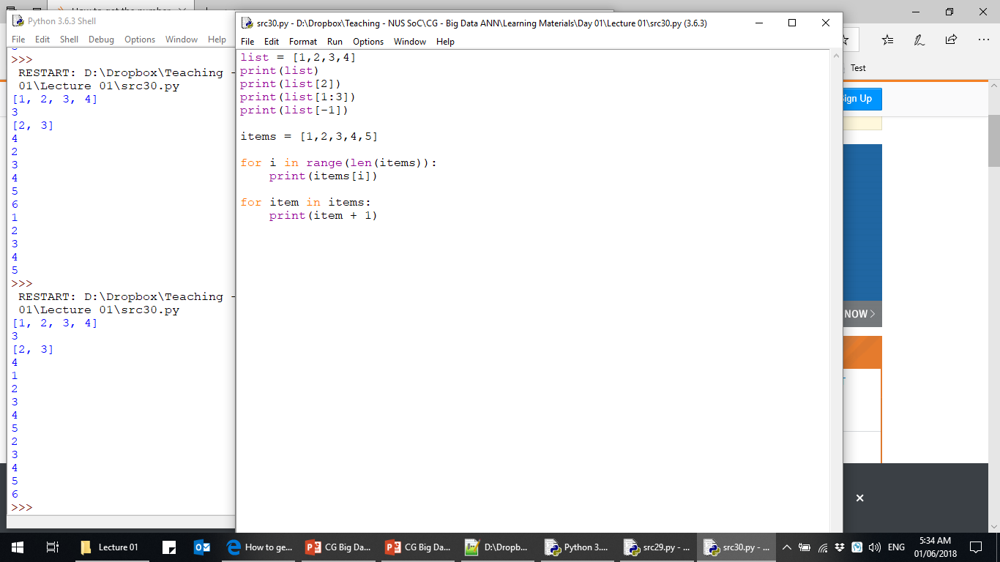 How to get the number
Python 3.6.3 Shell
File Edit Shell Debug Options Window Help
>>>
RESTART: D:\Dropbox\Teaching -
01\Lecture 01\src30.py
[1, 2, 3, 4]
3
[2, 3]
4
2
3
4
5
6
1
2
3
4
5
>>>
RESTART: D:\Dropbox\Teaching -
01\Lecture 01\src30.py
[1, 2, 3, 4]
3
[2, 3]
4
1
2
3
4
5
2
3
4
5
6
>>>
src30.py - D:\Dropbox\Teaching - NUS SoC\CG - Big Data ANN\Learning Materials\Day 01\Lecture 01\src30.py (3.6.3)
File Edit Format Run Options Window Help
list = [1,2,3,4]
print(list)
print(list[2])
print(list[1:3])
print(list[-1])
items = [1,2,3,4,5]
for i in range(len(items)):
    print(items[i])
for item in items:
    print(item + 1)
Test
ign Up
NOW >
Lecture 01
How to ge...
CG Big Da...
CG Big Da...
D:\Dropb...
Python 3....
src29.py - ...
src30.py - ...
ENG
5:34 AM
01/06/2018